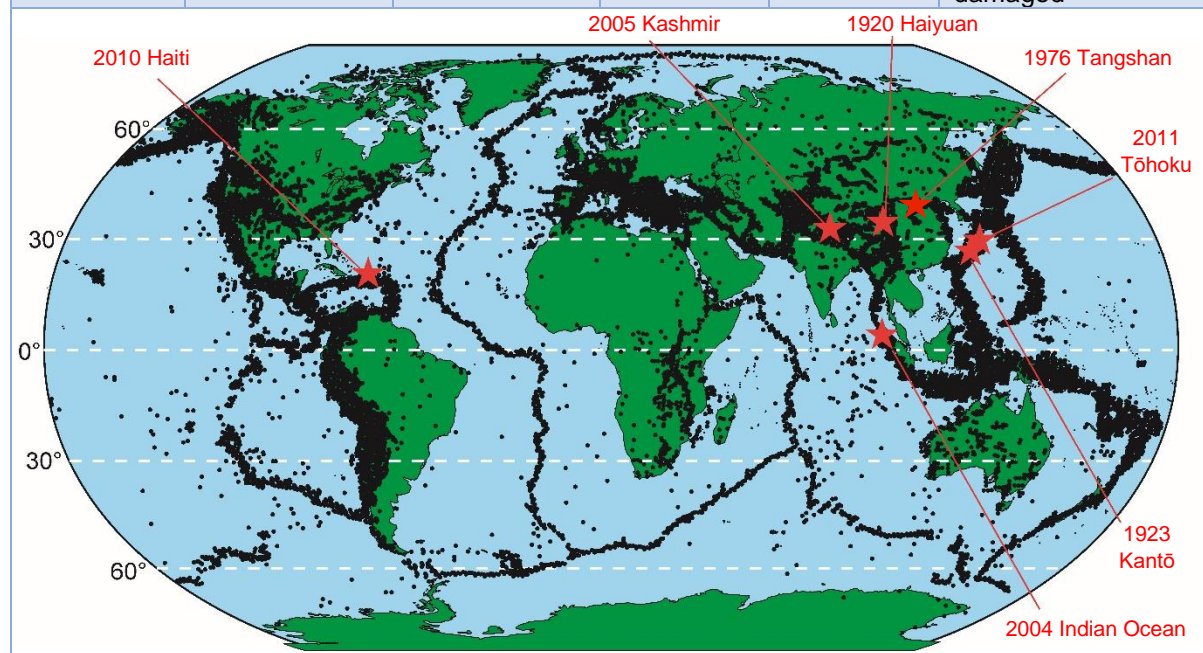 damaged
2005 Kashmir
1920 Haiyuan
2010 Haiti
1976 Tangshan
60°
2011
Tōhoku
30°
0°
30°
1923
Kantō
60°
2004 Indian Ocean